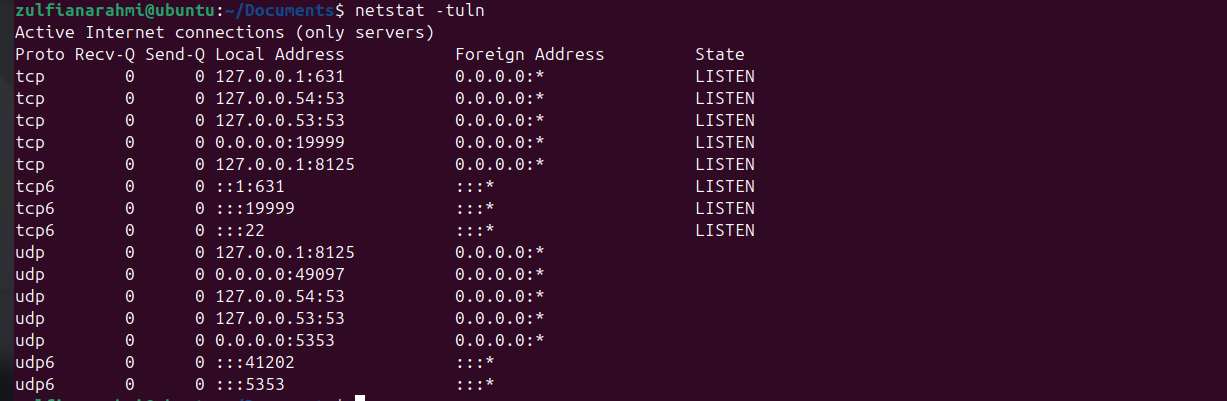 zulfianarahmi@ubuntu:~/Documents$ netstat -tuln
Active Internet connections (only servers)
Proto Recv-Q Send-Q Local Address           Foreign Address         State
tcp        0      0 127.0.0.1:631           0.0.0.0:*               LISTEN
tcp        0      0 127.0.0.54:53           0.0.0.0:*               LISTEN
tcp        0      0 127.0.0.53:53           0.0.0.0:*               LISTEN
tcp        0      0 0.0.0.0:19999           0.0.0.0:*               LISTEN
tcp        0      0 127.0.0.1:8125          0.0.0.0:*               LISTEN
tcp6       0      0 ::1:631                 :::*                    LISTEN
tcp6       0      0 :::19999                :::*                    LISTEN
tcp6       0      0 :::22                   :::*                    LISTEN
udp        0      0 127.0.0.1:8125          0.0.0.0:*
udp        0      0 0.0.0.0:49097           0.0.0.0:*
udp        0      0 127.0.0.54:53           0.0.0.0:*
udp        0      0 127.0.0.53:53           0.0.0.0:*
udp        0      0 0.0.0.0:5353            0.0.0.0:*
udp6       0      0 :::41202                :::*
udp6       0      0 :::5353                 :::*